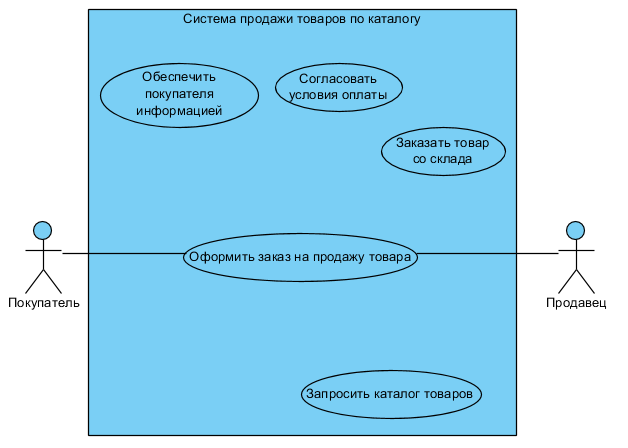 Система продажи товаров по каталогу
Обеспечить
покупателя
информацией
Согласовать
условия оплаты
Заказать товар
со склада
Оформить заказ на продажу товара
Покупатель
Продавец
Запросить каталог товаров